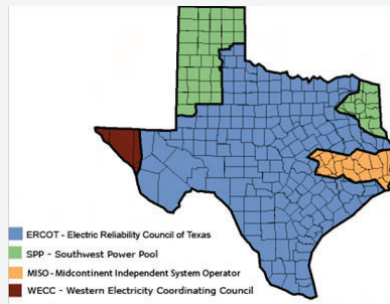 ERCOT - Electric Reliability Council of Texas
SPP - Southwest Power Pool
MISO - Midcontinent Independent System Operator
WECC - Western Electricity Coordinating Council